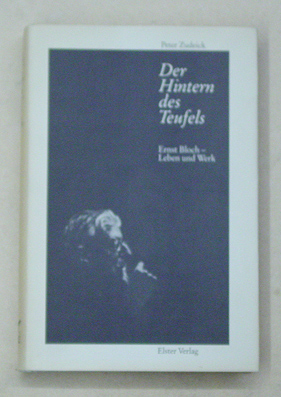 Peter Zudeick
Der
Hintern
des
Teufels
Ernst Bloch –
Leben und Werk
Elster Verlag